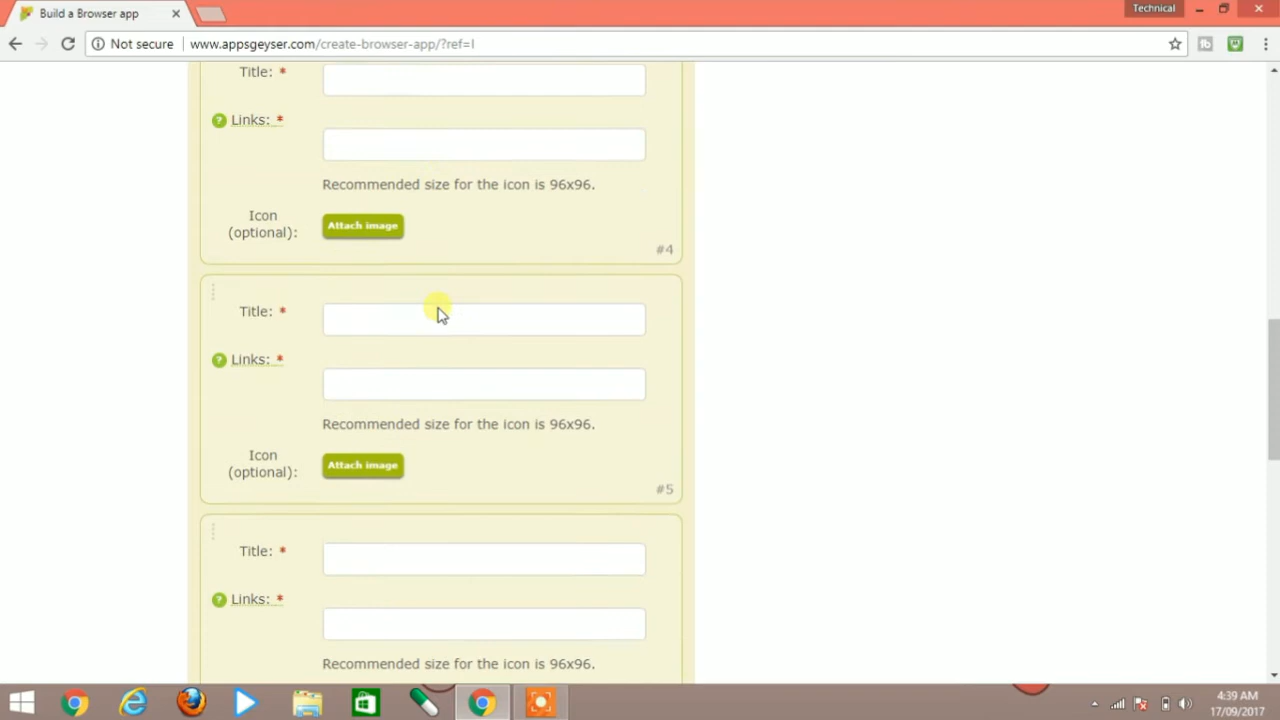 Build a Browser app
Technical
Not secure
www.appsgeyser.com/create-browser-app/?ref=l
Title: *
? Links: *
Recommended size for the icon is 96x96.
Icon
(optional):
Attach image
#4
Title: *
? Links: *
Recommended size for the icon is 96x96.
Icon
(optional):
Attach image
#5
Title: *
? Links: *
Recommended size for the icon is 96x96.
4:39 AM
17/09/2017